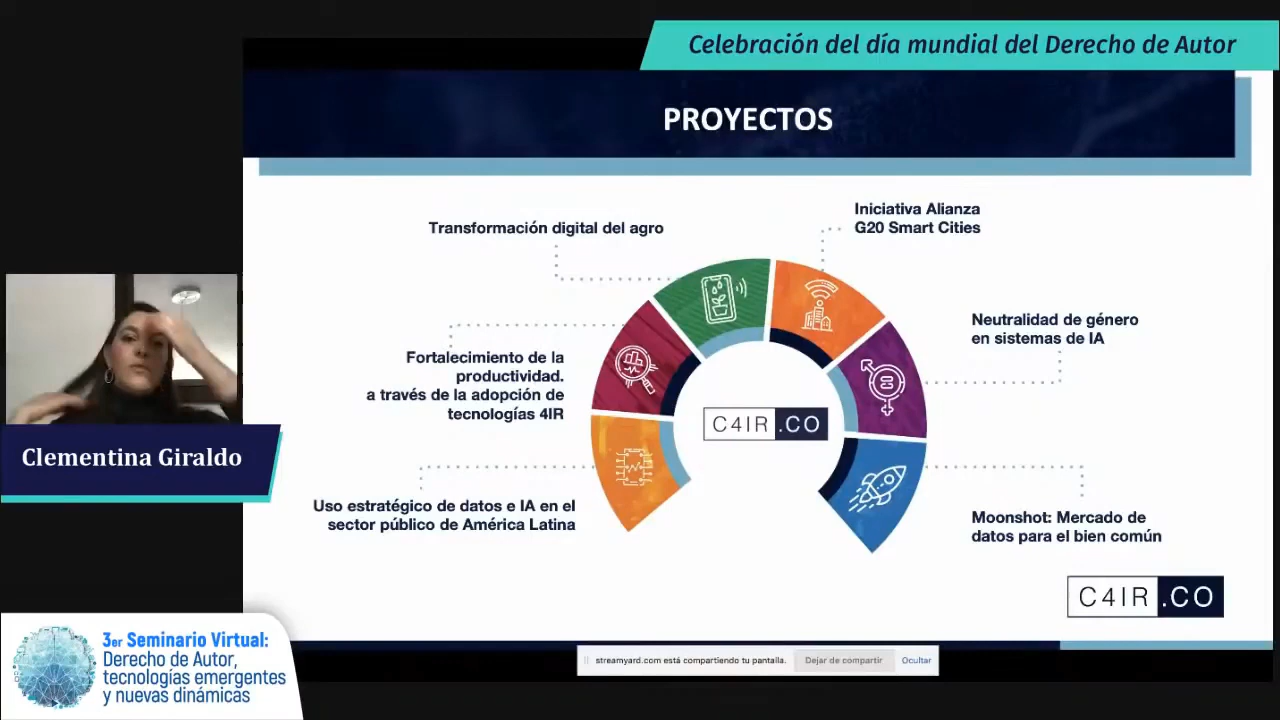 Celebración del día mundial del Derecho de Autor
PROYECTOS
Transformación digital del agro
Iniciativa Alianza
G20 Smart Cities
Neutralidad de género
en sistemas de IA
Fortalecimiento de la
productividad.
a través de la adopción de
tecnologías 4IR
C4IR.CO
Uso estratégico de datos e IA en el
sector público de América Latina
Moonshot: Mercado de
datos para el bien común
C4IR.CO
Clementina Giraldo
3er Seminario Virtual:
Derecho de Autor,
tecnologías emergentes
y nuevas dinámicas
streamyard.com está compartiendo tu pantalla.
Dejar de compartir
Ocultar